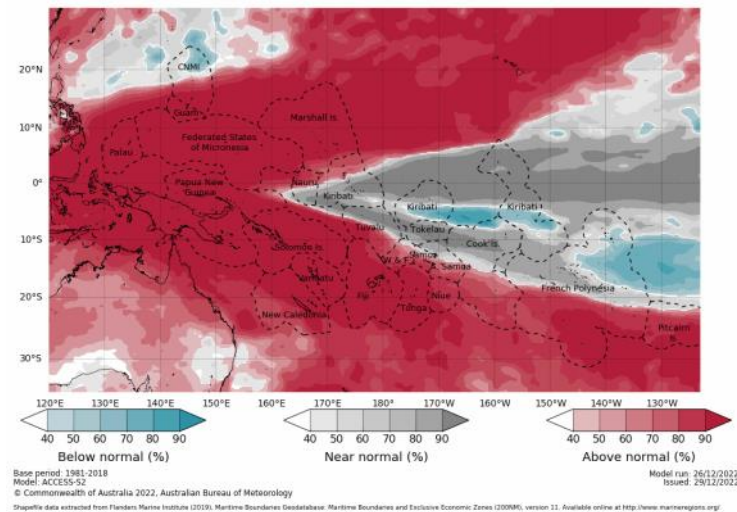 20°N
10°N
0°
10°S
20°S
30°S
CNMI
Guam
Palau
Federated States
of Micronesia
Marshall Is.
Papua New
Guinea
Nauru
Kiribati
Kiribati
Kiribati
Tuvalu
Tokelau
Solomon Is.
Cook Is.
W & F
Samoa
A. Samoa
Vanuatu
Fiji
Tonga
Niue
French Polynesia
New Caledonia
Pitcairn
Is
120°E 130°E 140°E 150°E 160°E 170°E 180° 170°W 160°W 150°W 140°W 130°W
40 50 60 70 80 90
Below normal (%)
40 50 60 70 80 90
Near normal (%)
40 60 70 80 90
Above normal (%)
Base period: 1981-2018
Model: ACCESS-S2
© Commonwealth of Australia 2022, Australian Bureau of Meteorology
Model run: 26/12/2022
Issued: 29/12/2022
Shapefile data extracted from Flanders Marine Institute (2019). Maritime Boundaries Geodatabase: Maritime Boundaries and Exclusive Economic Zones (200NM), version 11. Available online at http://www.marineregions.org/